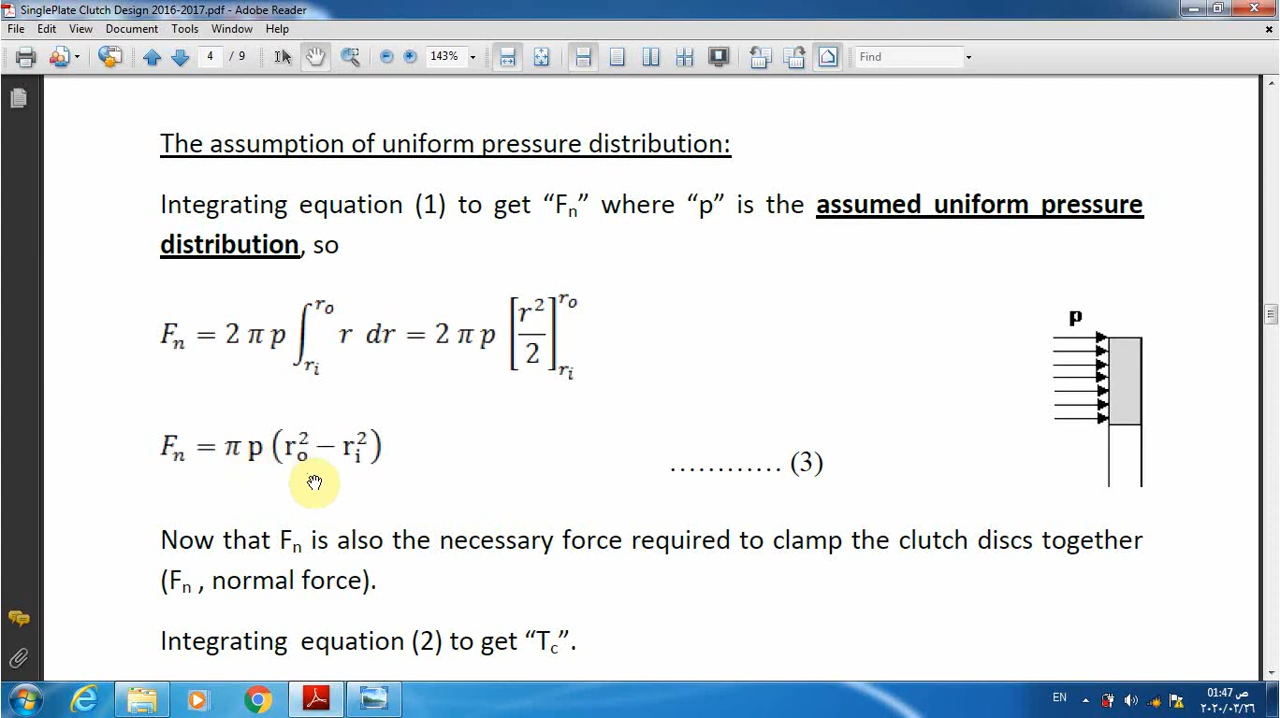 SinglePlate Clutch Design 2016-2017.pdf - Adobe Reader
File Edit View Document Tools Window Help
4 / 9 143% Find
The assumption of uniform pressure distribution:
Integrating equation (1) to get “Fₙ” where “p” is the assumed uniform pressure
distribution, so
Fₙ = 2 π p ∫_{rᵢ}^{rₒ} r dr = 2 π p [r²/2]_{rᵢ}^{rₒ}
p
Fₙ = π p (rₒ² − rᵢ²) ………… (3)
Now that Fₙ is also the necessary force required to clamp the clutch discs together
(Fₙ , normal force).
Integrating equation (2) to get “T_c”.
EN
01:47 ص
٢٠٢٠/٠٣/٢٦